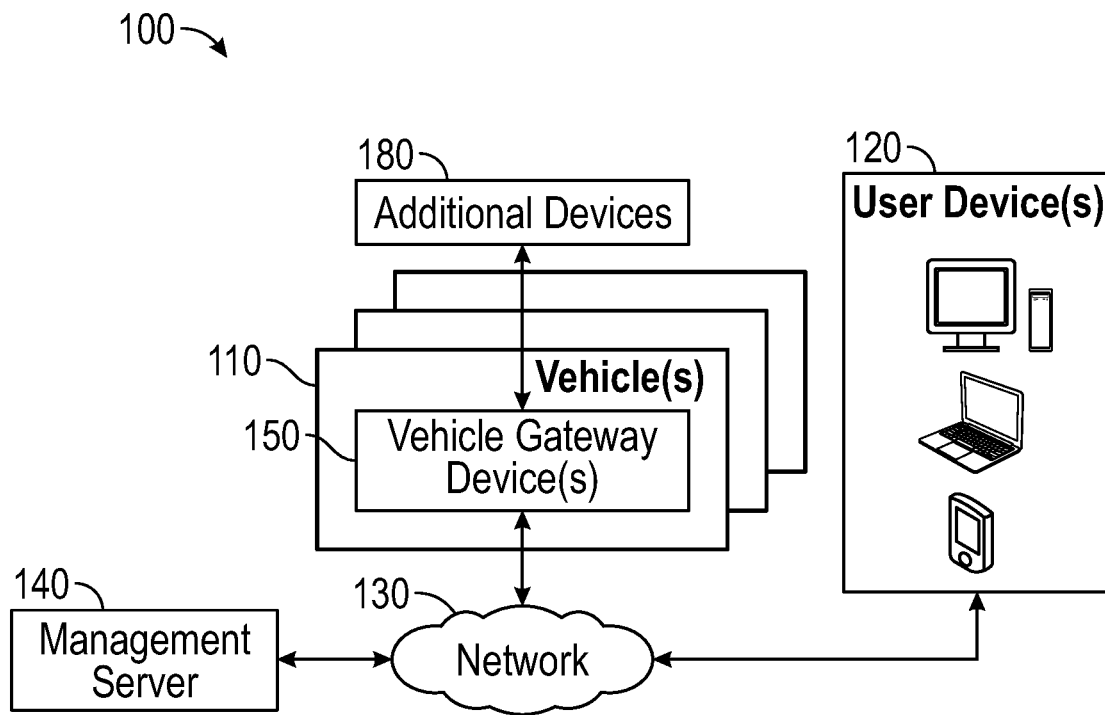 100
180
120
Additional Devices
User Device(s)
110
Vehicle(s)
150
Vehicle Gateway
Device(s)
140
130
Management
Server
Network